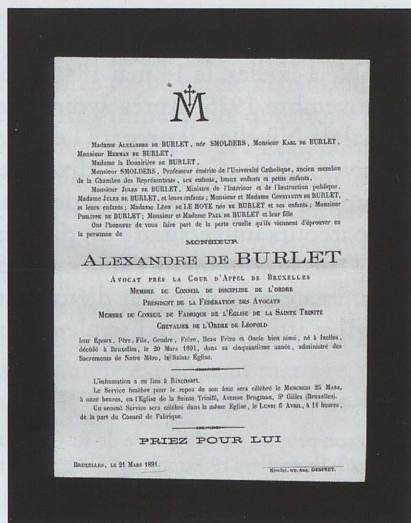 M
Madame Alexandre de BURLET, née SMOLDERS, Monsieur Karl de BURLET,
Monsieur Herman de BURLET,
Madame la Douairière de BURLET,
Monsieur SMOLDERS, Professeur émérite de l'Université Catholique, ancien membre
de la Chambre des Représentants, ses enfants, beaux enfants et petits enfants,
Monsieur Jules de BURLET, Ministre de l'Intérieur et de l'Instruction publique,
Madame Jules de BURLET, et leurs enfants; Monsieur et Madame Constantin de BURLET,
et leurs enfants; Madame Léon de LE HOYE née de BURLET et ses enfants; Monsieur
Philippe de BURLET; Monsieur et Madame Paul de BURLET et leur fille
Ont l'honneur de vous faire part de la perte cruelle qu'ils viennent d'éprouver en
la personne de
MONSIEUR
Alexandre de BURLET
Avocat près la Cour d'Appel de Bruxelles
Membre du Conseil de discipline de l'ordre
Président de la Fédération des Avocats
Membre du Conseil de Fabrique de l'Église de la Sainte Trinité
Chevalier de l'Ordre de Léopold
leur Époux, Père, Fils, Gendre, Frère, Beau Frère et Oncle bien aimé, né à Ixelles,
décédé à Bruxelles, le 20 Mars 1891, dans sa cinquantième année, administré des
Sacrements de Notre Mère, la Sainte Église.
L'inhumation a eu lieu à Rixensart.
Le Service funèbre pour le repos de son âme sera célébré le Mercredi 25 Mars,
à onze heures, en l'Église de la Sainte Trinité, Avenue Brugman, St Gilles (Bruxelles).
Un second Service sera célébré dans la même Église, le Lundi 6 Avril, à 11 heures,
de la part du Conseil de Fabrique.
PRIEZ POUR LUI
Bruxelles, le 21 Mars 1891.
Nivelles, imp.